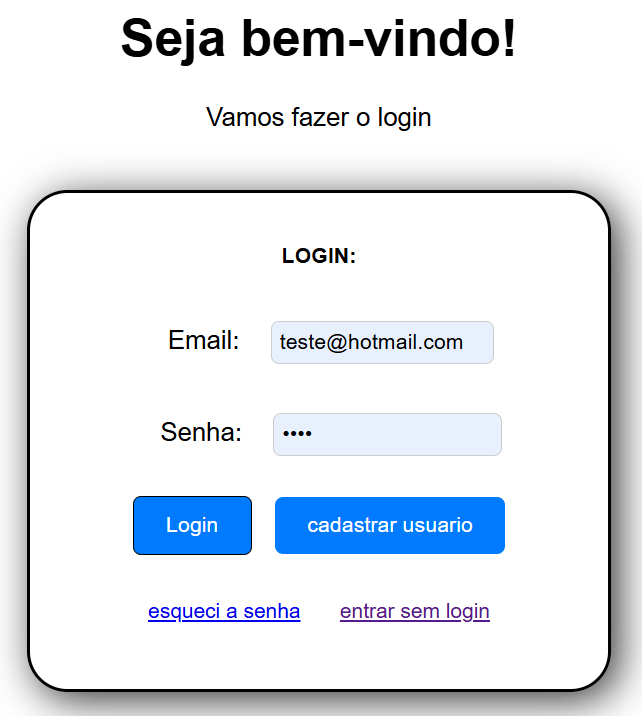 Seja bem-vindo!
Vamos fazer o login
LOGIN:
Email: teste@hotmail.com
Senha: ••••
Login cadastrar usuario
esqueci a senha entrar sem login